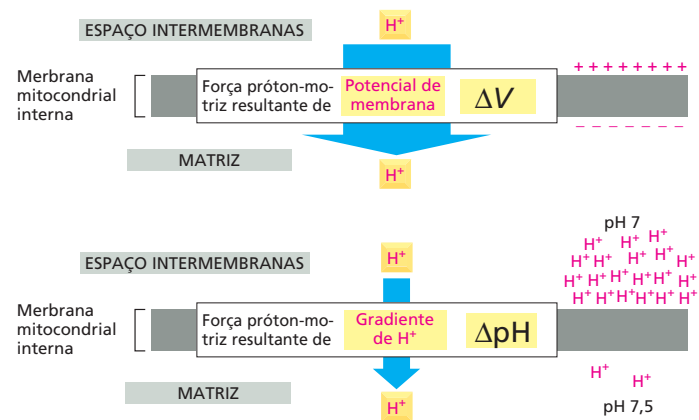 ESPAÇO INTERMEMBRANAS
H+
Merbrana
mitocondrial
interna
Força próton-mo-
triz resultante de
Potencial de
membrana
ΔV
+ + + + + + + +
– – – – – – – –
MATRIZ
H+
pH 7
ESPAÇO INTERMEMBRANAS
H+
H+ H+ H+
H+ H+ H+ H+ H+
H+ H+ H+ H+ H+ H+
H+ H+ H+ H+ H+ H+
Merbrana
mitocondrial
interna
Força próton-mo-
triz resultante de
Gradiente
de H+
ΔpH
H+ H+
MATRIZ
H+
pH 7,5